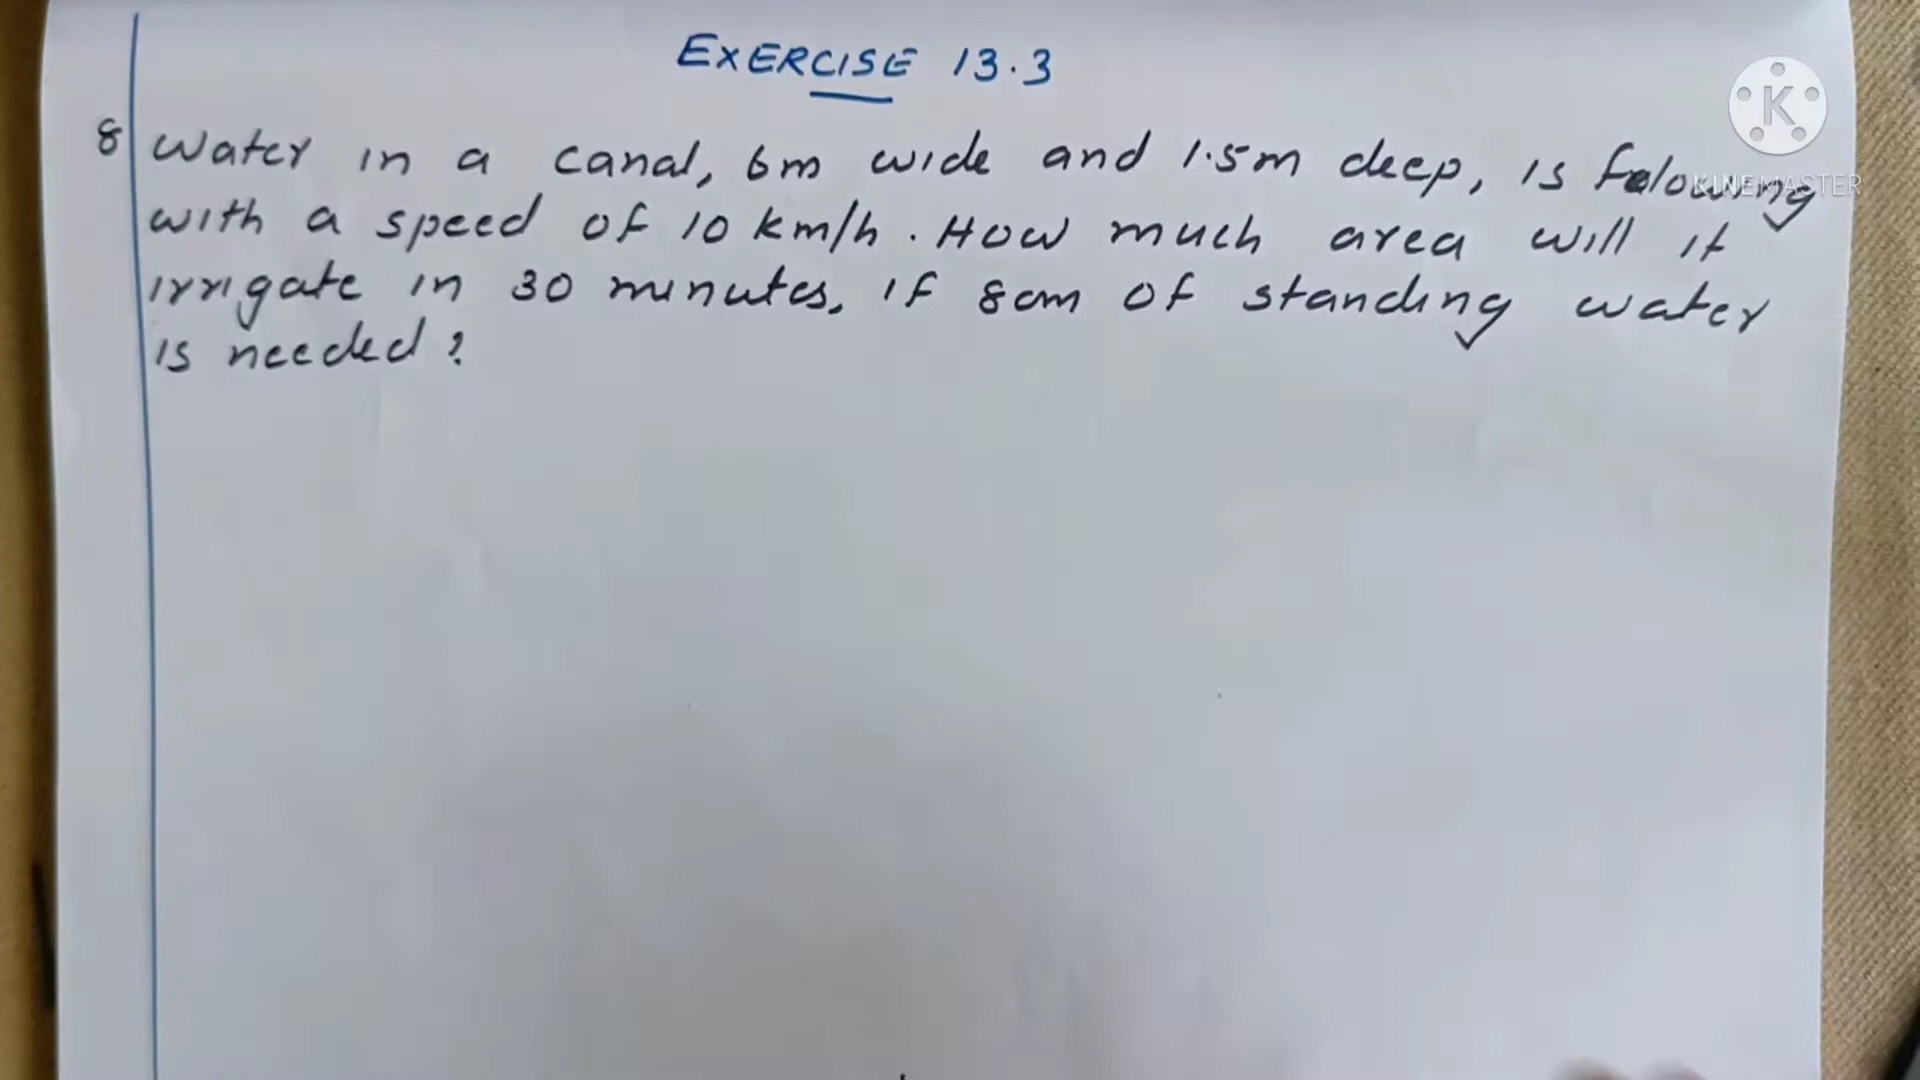 EXERCISE 13.3
8 Water in a canal, 6m wide and 1.5m deep, is felowing
with a speed of 10 km/h. How much area will it
irrigate in 30 minutes, if 8cm of standing water
is needed?
K
KINEMASTER